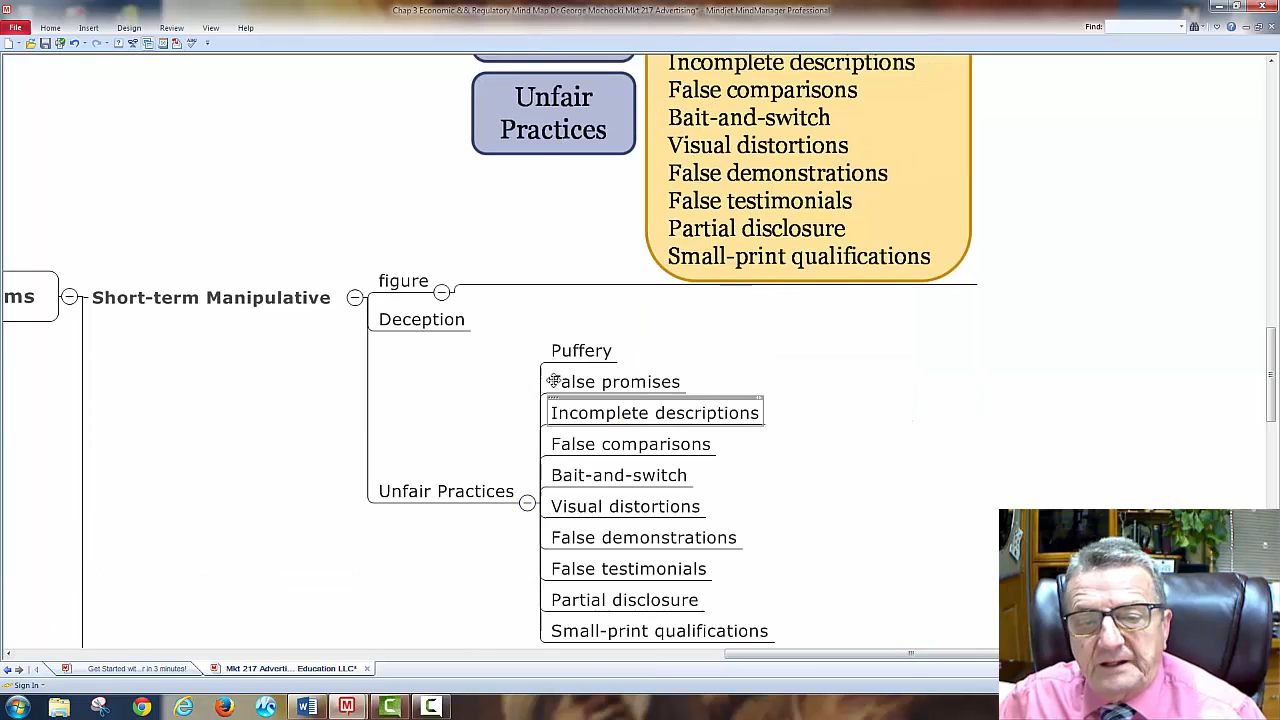 Chap 3 Economic & & Regulatory Mind Map Dr George Mochocki Mkt 217 Advertising* - Mindjet MindManager Professional
File Home Insert Design Review View Help
Find:
Incomplete descriptions
False comparisons
Bait-and-switch
Visual distortions
False demonstrations
False testimonials
Partial disclosure
Small-print qualifications
Unfair
Practices
ms
Short-term Manipulative
figure
Deception
Unfair Practices
Puffery
False promises
Incomplete descriptions
False comparisons
Bait-and-switch
Visual distortions
False demonstrations
False testimonials
Partial disclosure
Small-print qualifications
Get Started wit...r in 3 minutes!
Mkt 217 Adverti... Education LLC*
Sign In